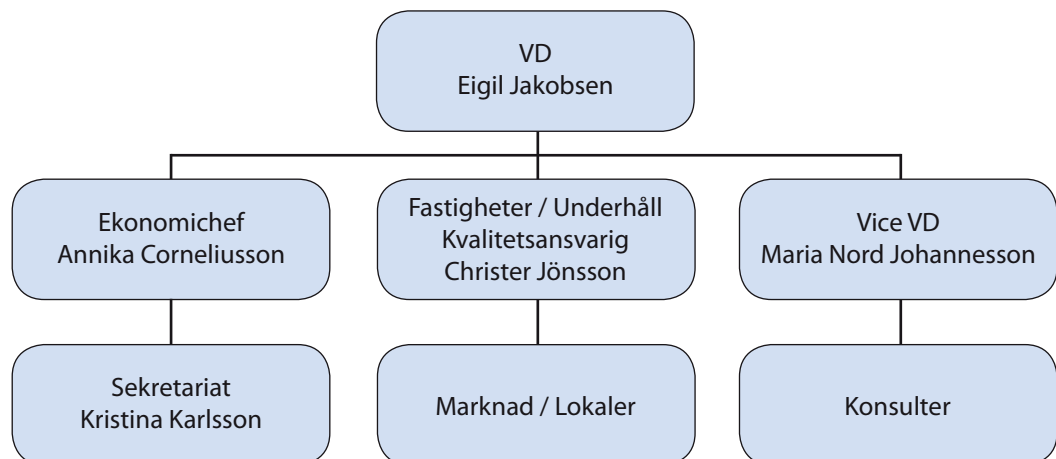 VD
Eigil Jakobsen
Ekonomichef
Annika Corneliusson
Fastigheter / Underhåll
Kvalitetsansvarig
Christer Jönsson
Vice VD
Maria Nord Johannesson
Sekretariat
Kristina Karlsson
Marknad / Lokaler
Konsulter